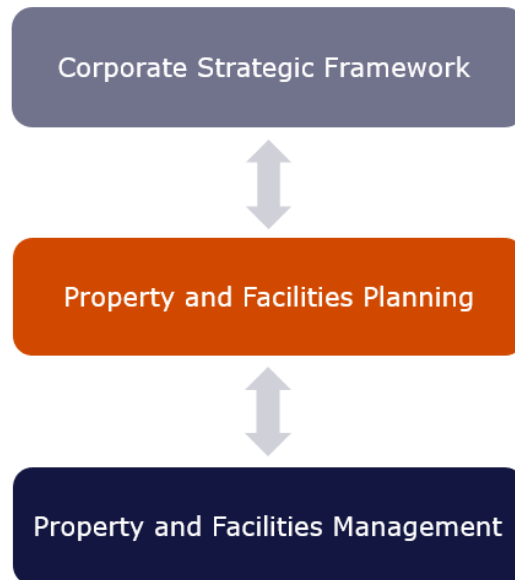 Corporate Strategic Framework
Property and Facilities Planning
Property and Facilities Management